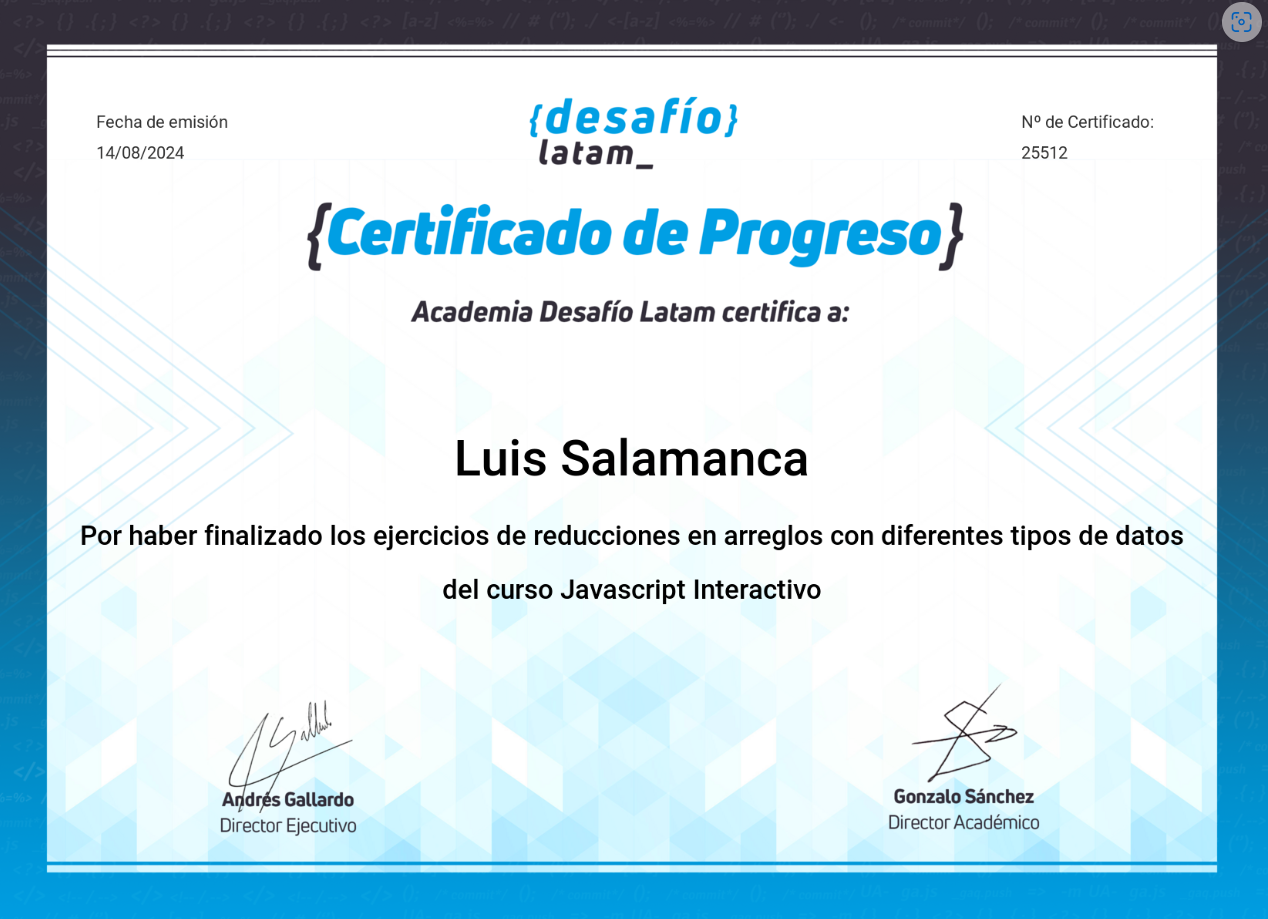 Fecha de emisión
14/08/2024
{desafío}
latam_
Nº de Certificado:
25512
{Certificado de Progreso}
Academia Desafío Latam certifica a:
Luis Salamanca
Por haber finalizado los ejercicios de reducciones en arreglos con diferentes tipos de datos
del curso Javascript Interactivo
Andrés Gallardo
Director Ejecutivo
Gonzalo Sánchez
Director Académico